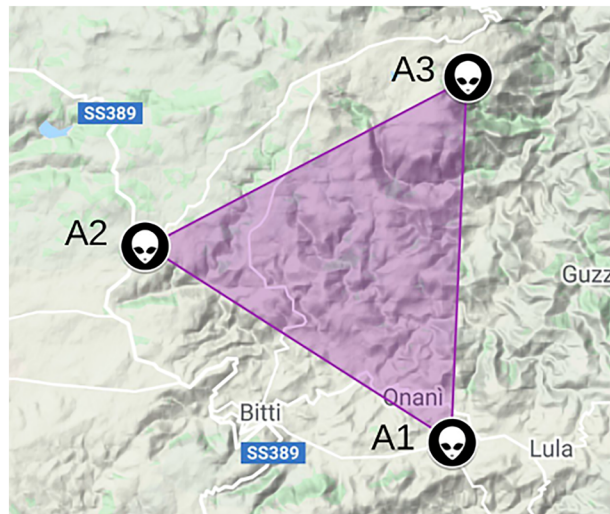 A3
SS389
A2
Guzz
Onanì
Bitti
A1
SS389
Lula